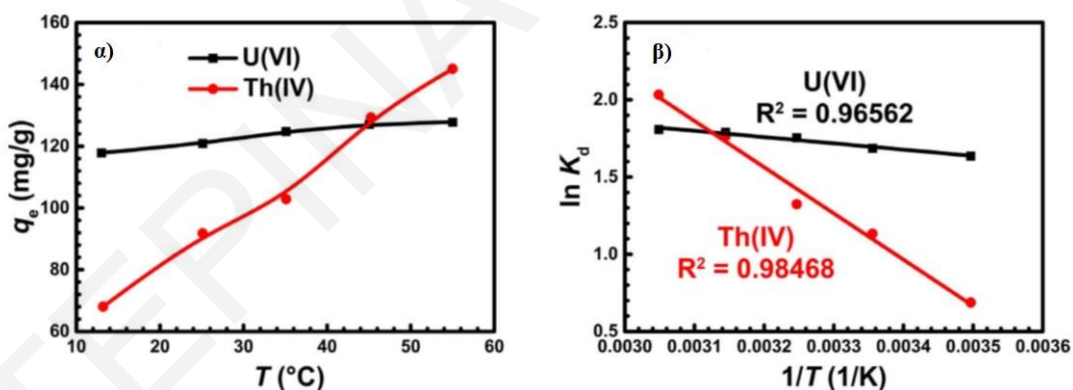 α)
U(VI)
Th(IV)
160
140
120
100
80
60
qe (mg/g)
10 20 30 40 50 60
T (°C)
β)
U(VI)
R² = 0.96562
Th(IV)
R² = 0.98468
2.5
2.0
1.5
1.0
0.5
ln Kd
0.0030 0.0031 0.0032 0.0033 0.0034 0.0035 0.0036
1/T (1/K)